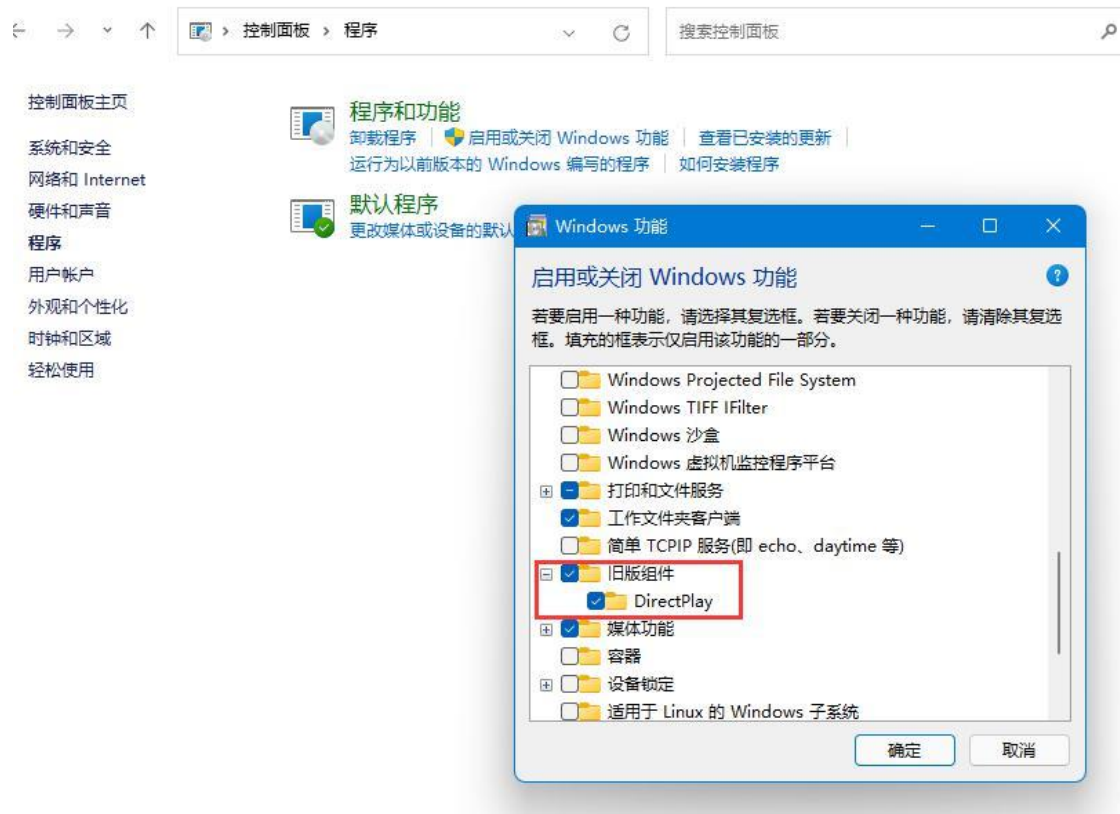 控制面板 › 程序
搜索控制面板
控制面板主页
系统和安全
网络和 Internet
硬件和声音
程序
用户帐户
外观和个性化
时钟和区域
轻松使用
程序和功能
卸载程序 启用或关闭 Windows 功能 查看已安装的更新
运行为以前版本的 Windows 编写的程序 如何安装程序
默认程序
更改媒体或设备的默认
Windows 功能
启用或关闭 Windows 功能
若要启用一种功能，请选择其复选框。若要关闭一种功能，请清除其复选
框。填充的框表示仅启用该功能的一部分。
Windows Projected File System
Windows TIFF IFilter
Windows 沙盒
Windows 虚拟机监控程序平台
打印和文件服务
工作文件夹客户端
简单 TCPIP 服务(即 echo、daytime 等)
旧版组件
DirectPlay
媒体功能
容器
设备锁定
适用于 Linux 的 Windows 子系统
确定
取消